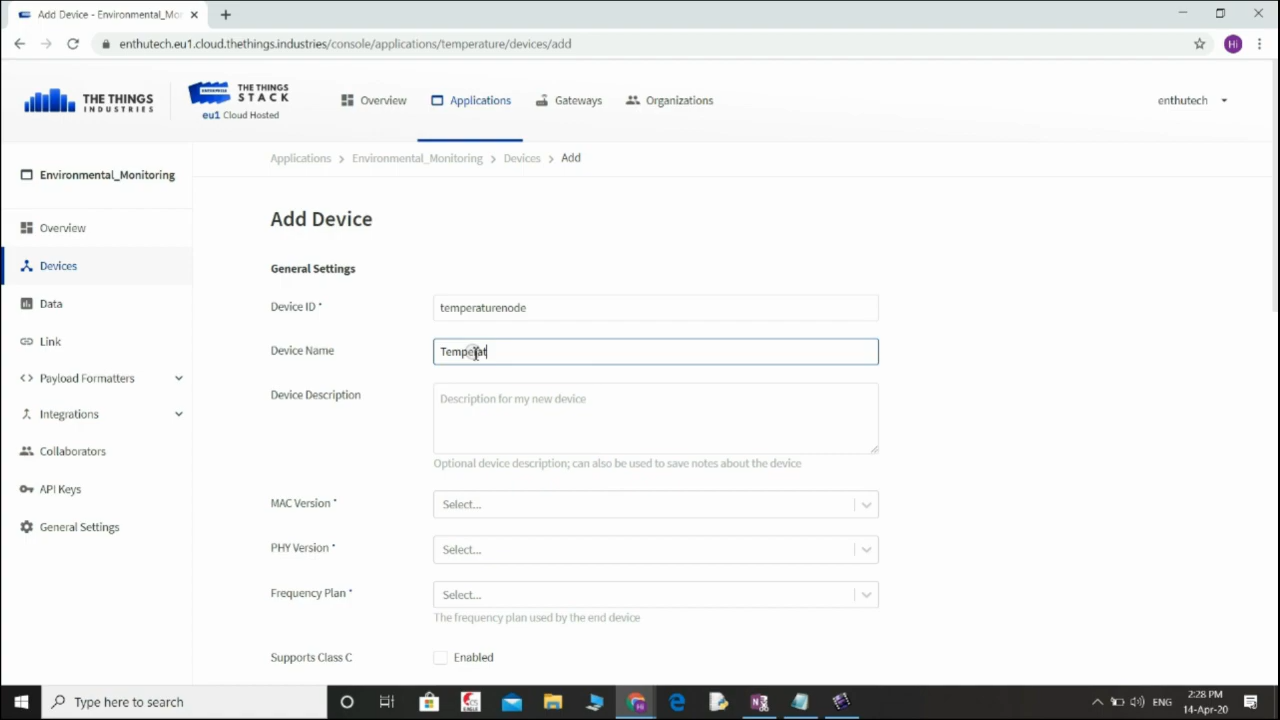 Add Device - Environmental_Mo
enthutech.eu1.cloud.thethings.industries/console/applications/temperature/devices/add
Hi
THE THINGS
INDUSTRIES
ENTERPRISE
THE THINGS
STACK
eu1 Cloud Hosted
Overview
Applications
Gateways
Organizations
enthutech
Environmental_Monitoring
Applications > Environmental_Monitoring > Devices > Add
Overview
Devices
Data
Link
Payload Formatters
Integrations
Collaborators
API Keys
General Settings
Add Device
General Settings
Device ID * temperaturenode
Device Name Temperat
Device Description Description for my new device
Optional device description; can also be used to save notes about the device
MAC Version * Select...
PHY Version * Select...
Frequency Plan * Select...
The frequency plan used by the end device
Supports Class C Enabled
Type here to search
ENG
2:28 PM
14-Apr-20